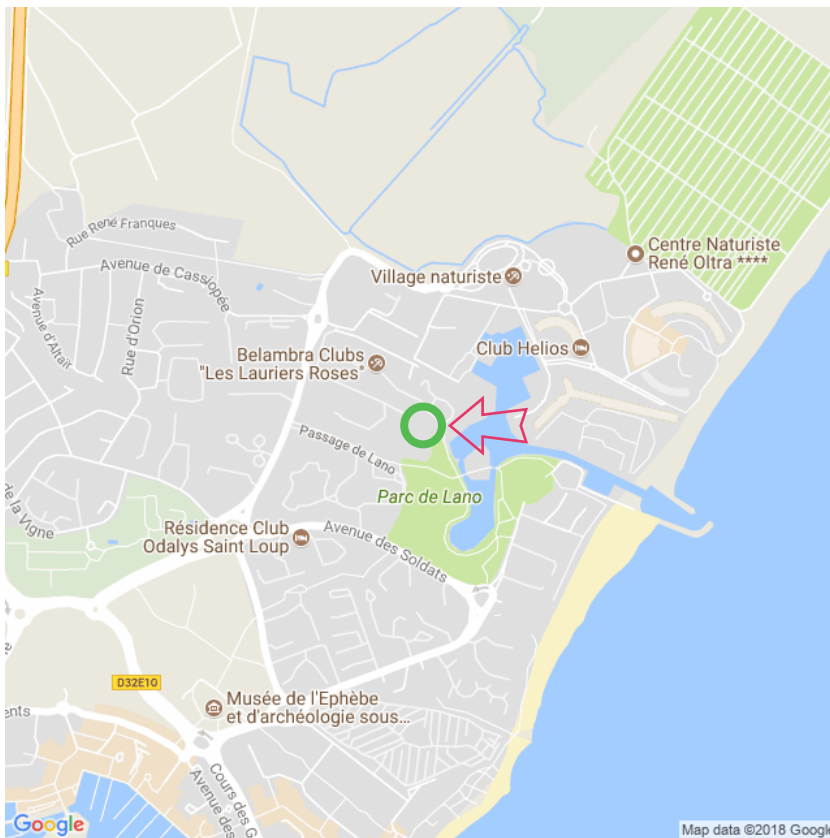 Rue René Franques
Avenue de Cassiopée
Avenue d'Altaïr
Rue d'Orion
Centre Naturiste
René Oltra ****
Village naturiste
Club Helios
Belambra Clubs
"Les Lauriers Roses"
Passage de Lano
Parc de Lano
de la Vigne
Résidence Club
Odalys Saint Loup
Avenue des Soldats
D32E10
Musée de l'Ephèbe
et d'archéologie sous...
ents
Avenue des
Cours des G
Google
Map data ©2018 Google